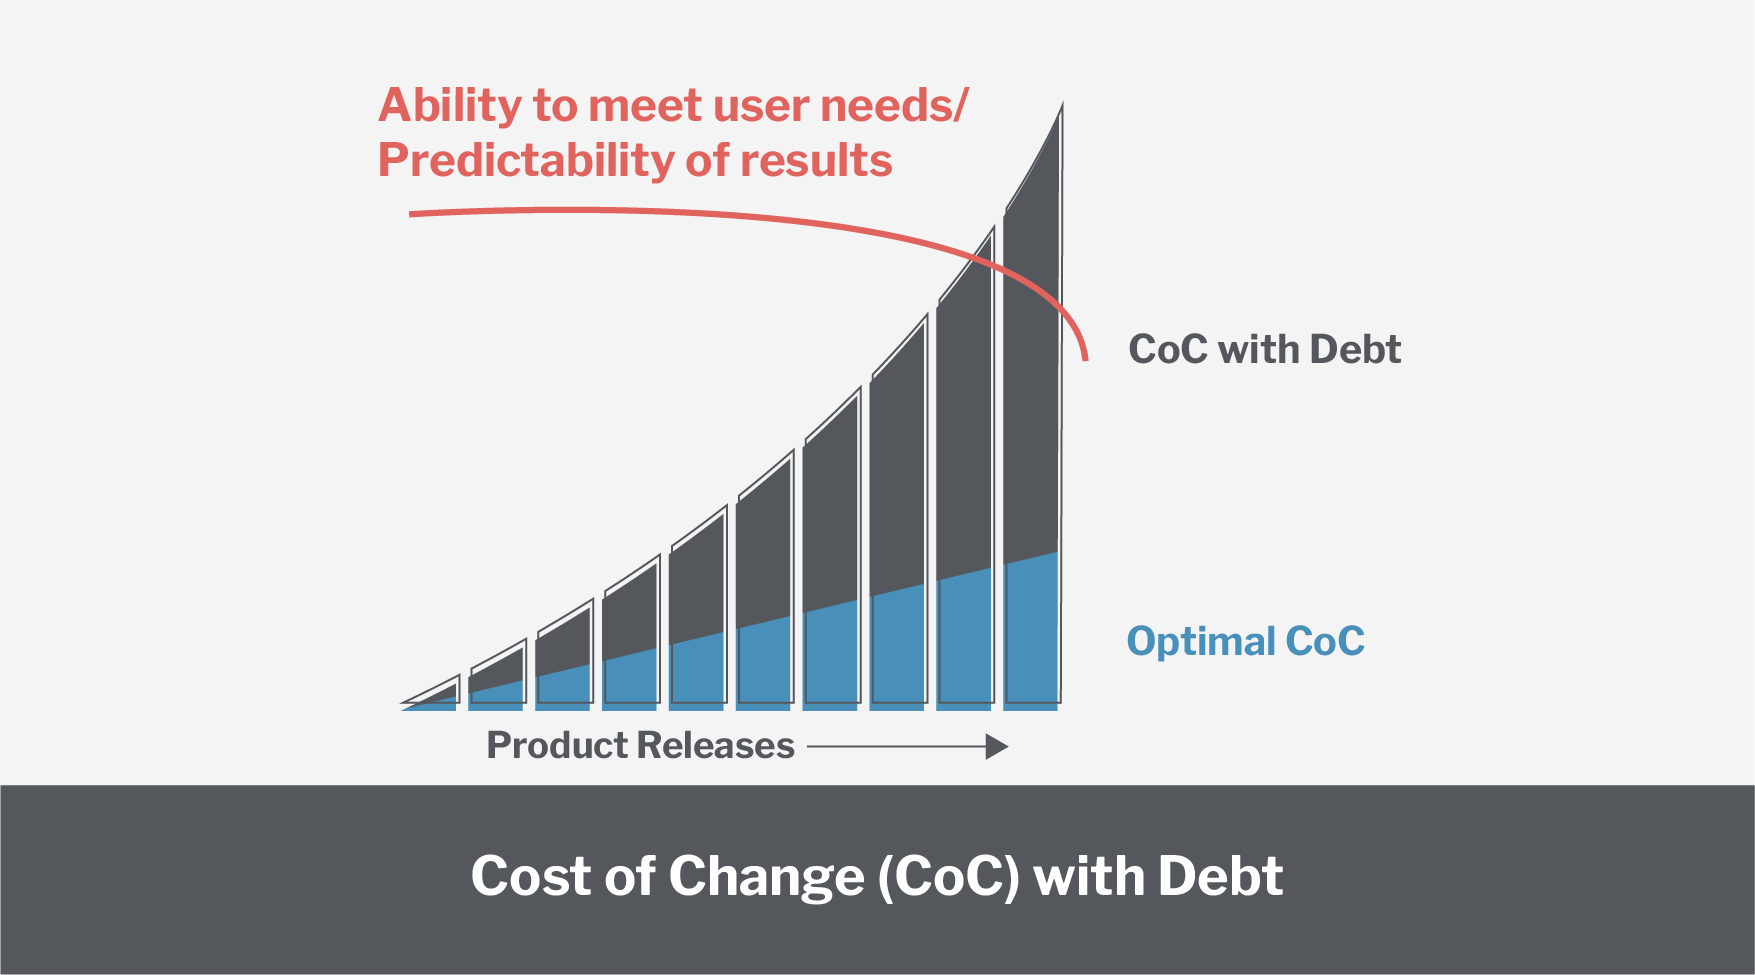 Ability to meet user needs/
Predictability of results
CoC with Debt
Optimal CoC
Product Releases
Cost of Change (CoC) with Debt